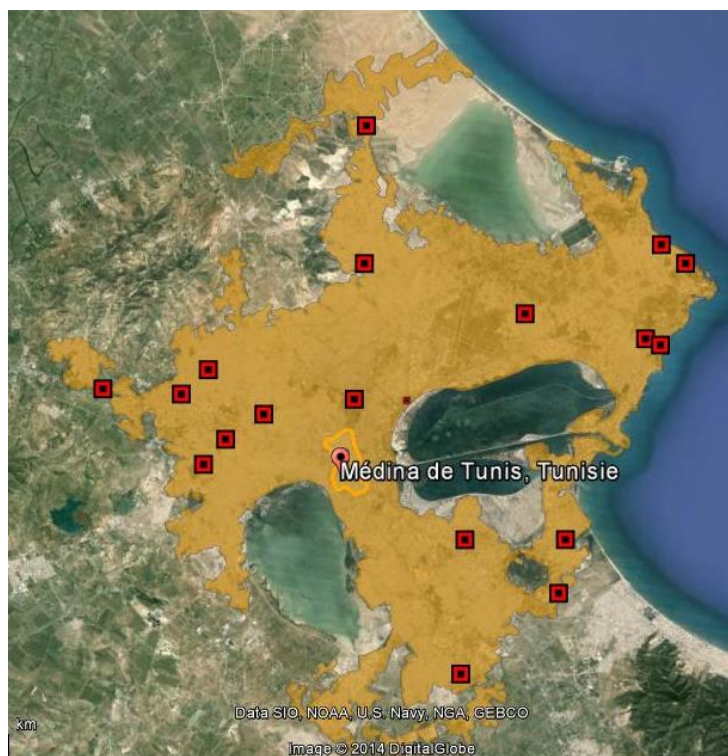 Médina de Tunis, Tunisie
Data SIO, NOAA, U.S. Navy, NGA, GEBCO
km
Image © 2014 DigitalGlobe